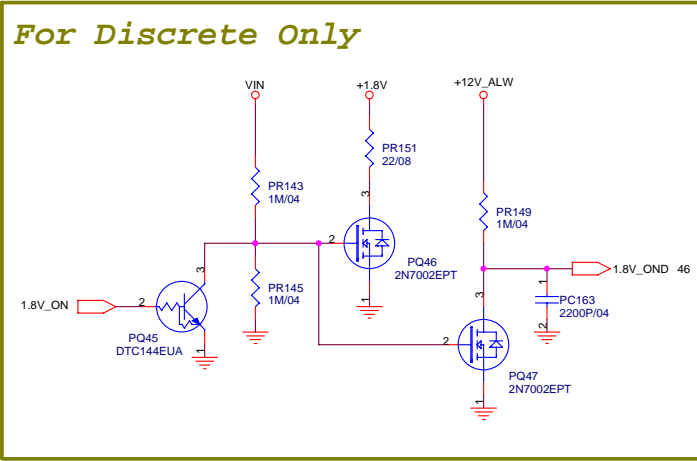 For Discrete Only
VIN
+1.8V
+12V_ALW
PR151
22/08
PR143
1M/04
3
PR149
1M/04
2
3
PQ46
2N7002EPT
1.8V_OND 46
1
PR145
1M/04
1.8V_ON
2
1
PC163
2200P/04
3
2
PQ45
DTC144EUA
1
2
PQ47
2N7002EPT
1